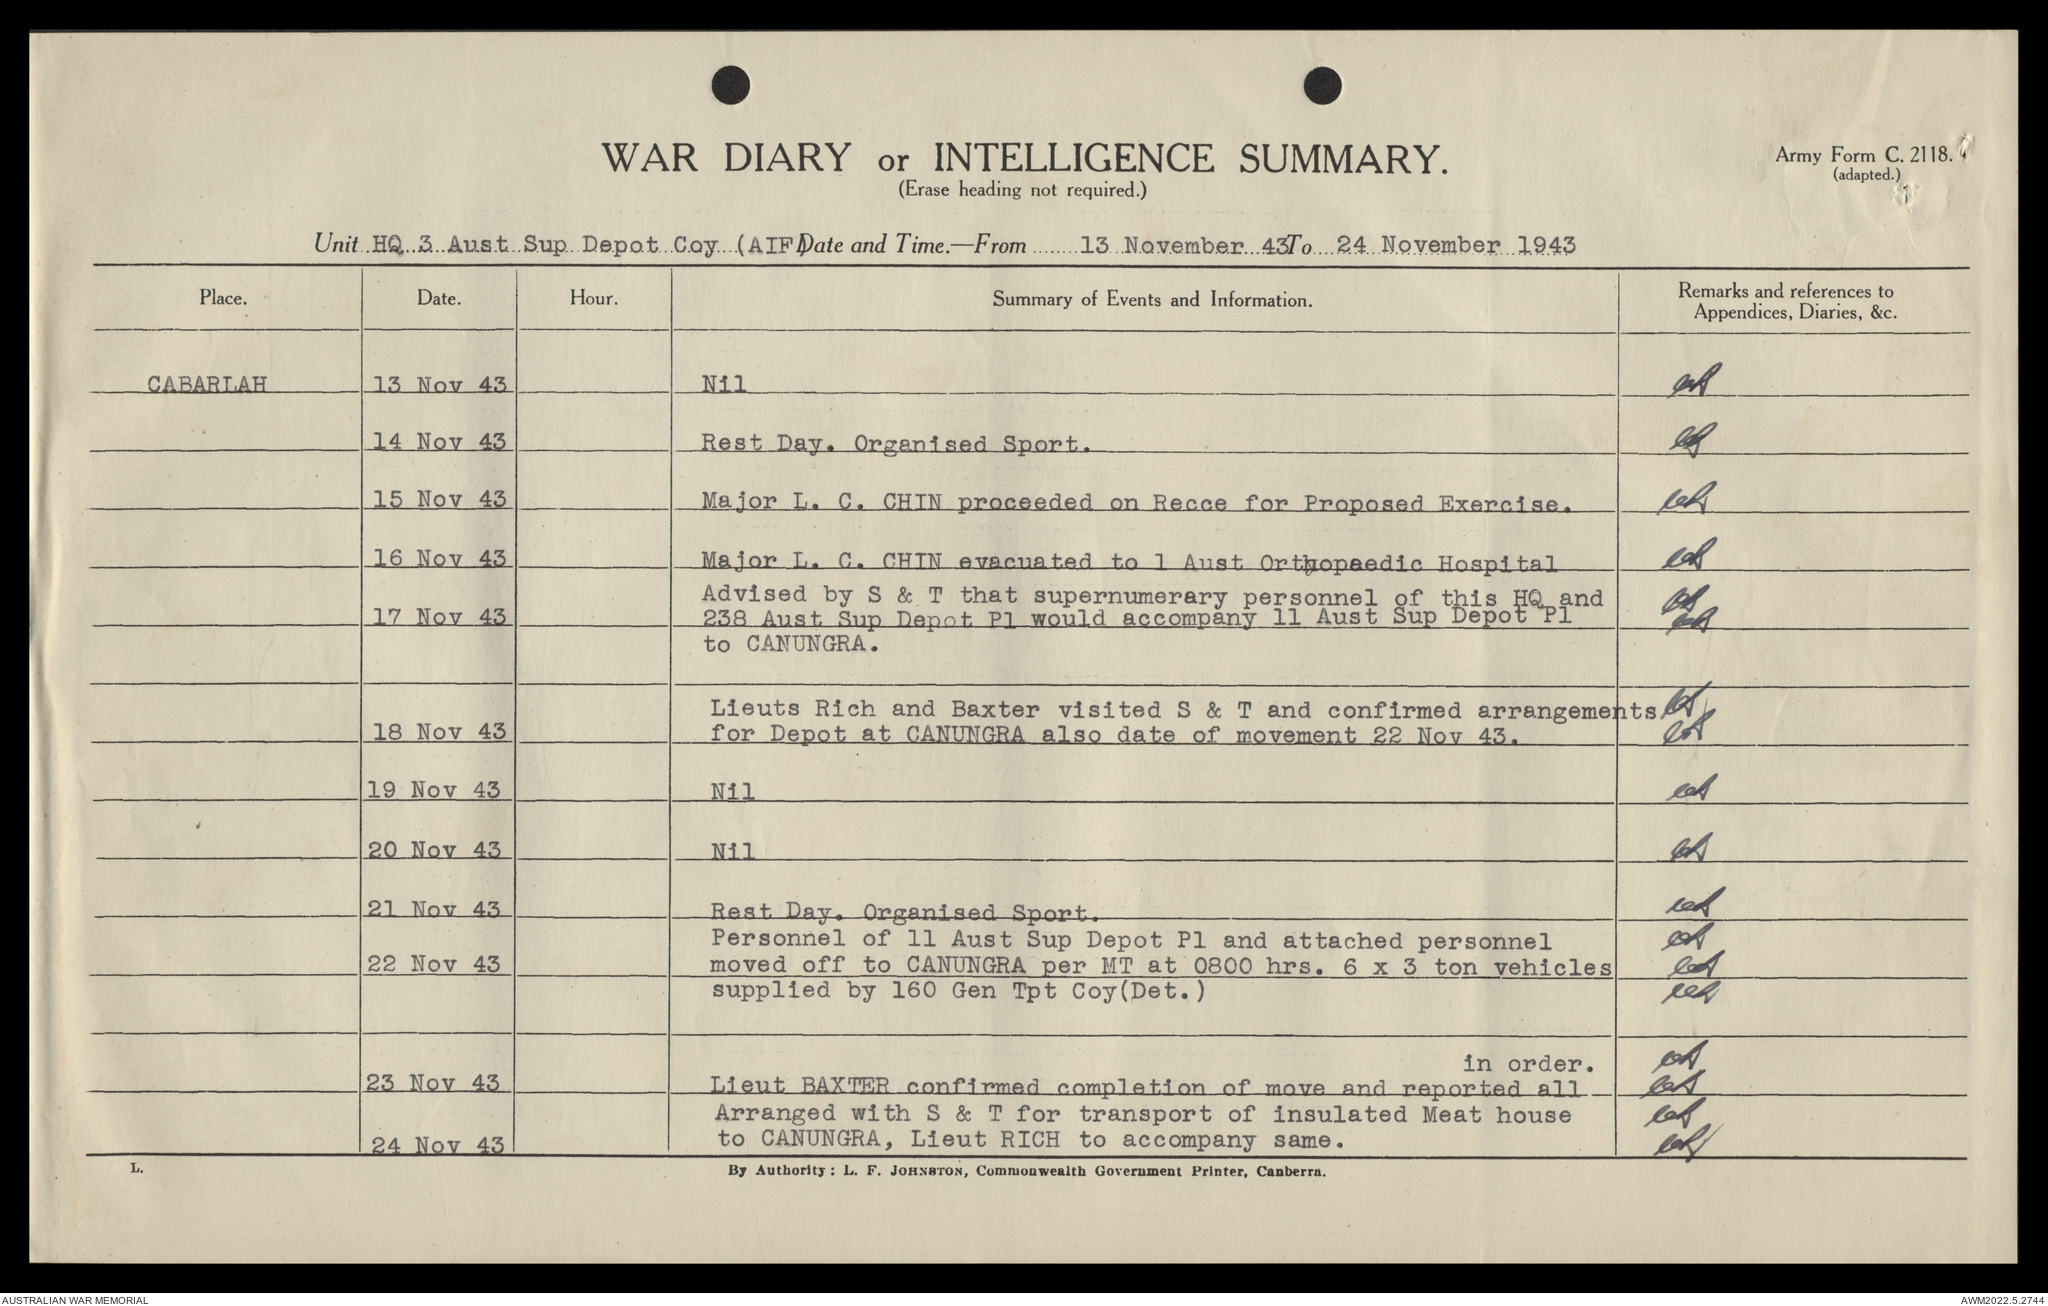 WAR DIARY or INTELLIGENCE SUMMARY.
(Erase heading not required.)
Army Form C. 2118.
(adapted.)
Unit HQ 3 Aust Sup Depot Coy (AIF) Date and Time.—From 13 November 43 To 24 November 1943
Place. Date. Hour. Summary of Events and Information. Remarks and references to
Appendices, Diaries, &c.
CABARLAH 13 Nov 43 Nil
14 Nov 43 Rest Day. Organised Sport.
15 Nov 43 Major L. C. CHIN proceeded on Recce for Proposed Exercise.
16 Nov 43 Major L. C. CHIN evacuated to 1 Aust Orthopaedic Hospital
Advised by S & T that supernumerary personnel of this HQ and
17 Nov 43 238 Aust Sup Depot Pl would accompany 11 Aust Sup Depot Pl
to CANUNGRA.
Lieuts Rich and Baxter visited S & T and confirmed arrangements
18 Nov 43 for Depot at CANUNGRA also date of movement 22 Nov 43.
19 Nov 43 Nil
20 Nov 43 Nil
21 Nov 43 Rest Day. Organised Sport.
Personnel of 11 Aust Sup Depot Pl and attached personnel
22 Nov 43 moved off to CANUNGRA per MT at 0800 hrs. 6 x 3 ton vehicles
supplied by 160 Gen Tpt Coy(Det.)
in order.
23 Nov 43 Lieut BAXTER confirmed completion of move and reported all
Arranged with S & T for transport of insulated Meat house
24 Nov 43 to CANUNGRA, Lieut RICH to accompany same.
L.
By Authority: L. F. JOHNSTON, Commonwealth Government Printer, Canberra.
AUSTRALIAN WAR MEMORIAL
AWM2022.5.2744